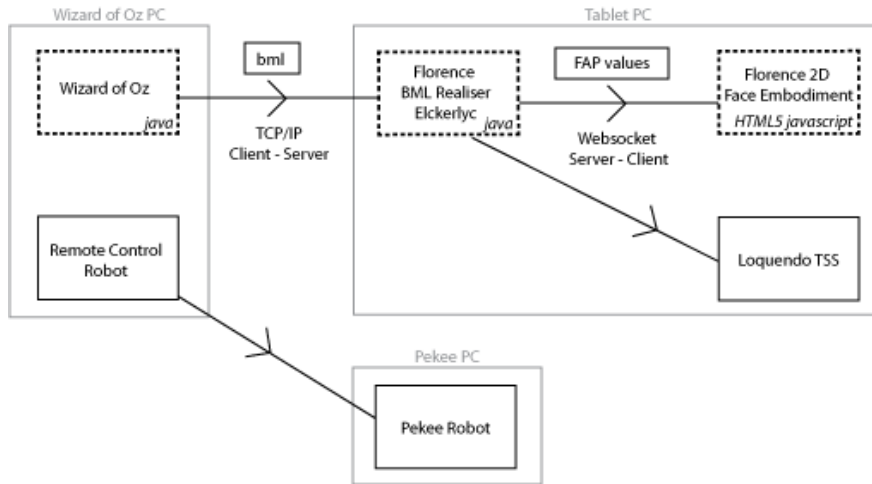 Wizard of Oz PC
Tablet PC
bml
FAP values
Wizard of Oz
java
Florence
BML Realiser
Elckerlyc
java
Florence 2D
Face Embodiment
HTML5 javascript
TCP/IP
Client - Server
Websocket
Server - Client
Remote Control
Robot
Loquendo TSS
Pekee PC
Pekee Robot